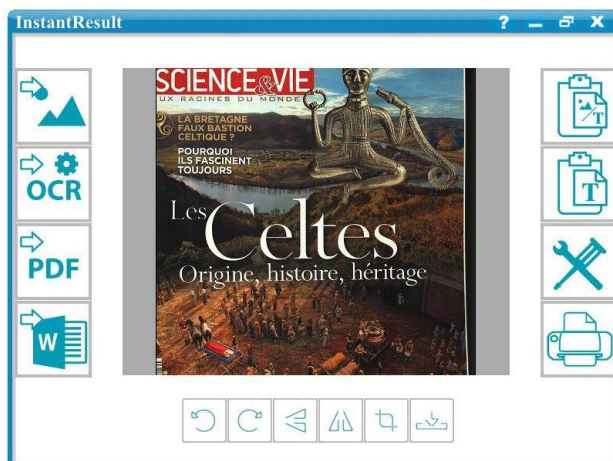 InstantResult
?
OCR
PDF
W
T
T
SCIENCE&VIE
UX RACINES DU MONDE
LA BRETAGNE
FAUX BASTION
CELTIQUE ?
POURQUOI
ILS FASCINENT
TOUJOURS
Les Celtes
Origine, histoire, héritage